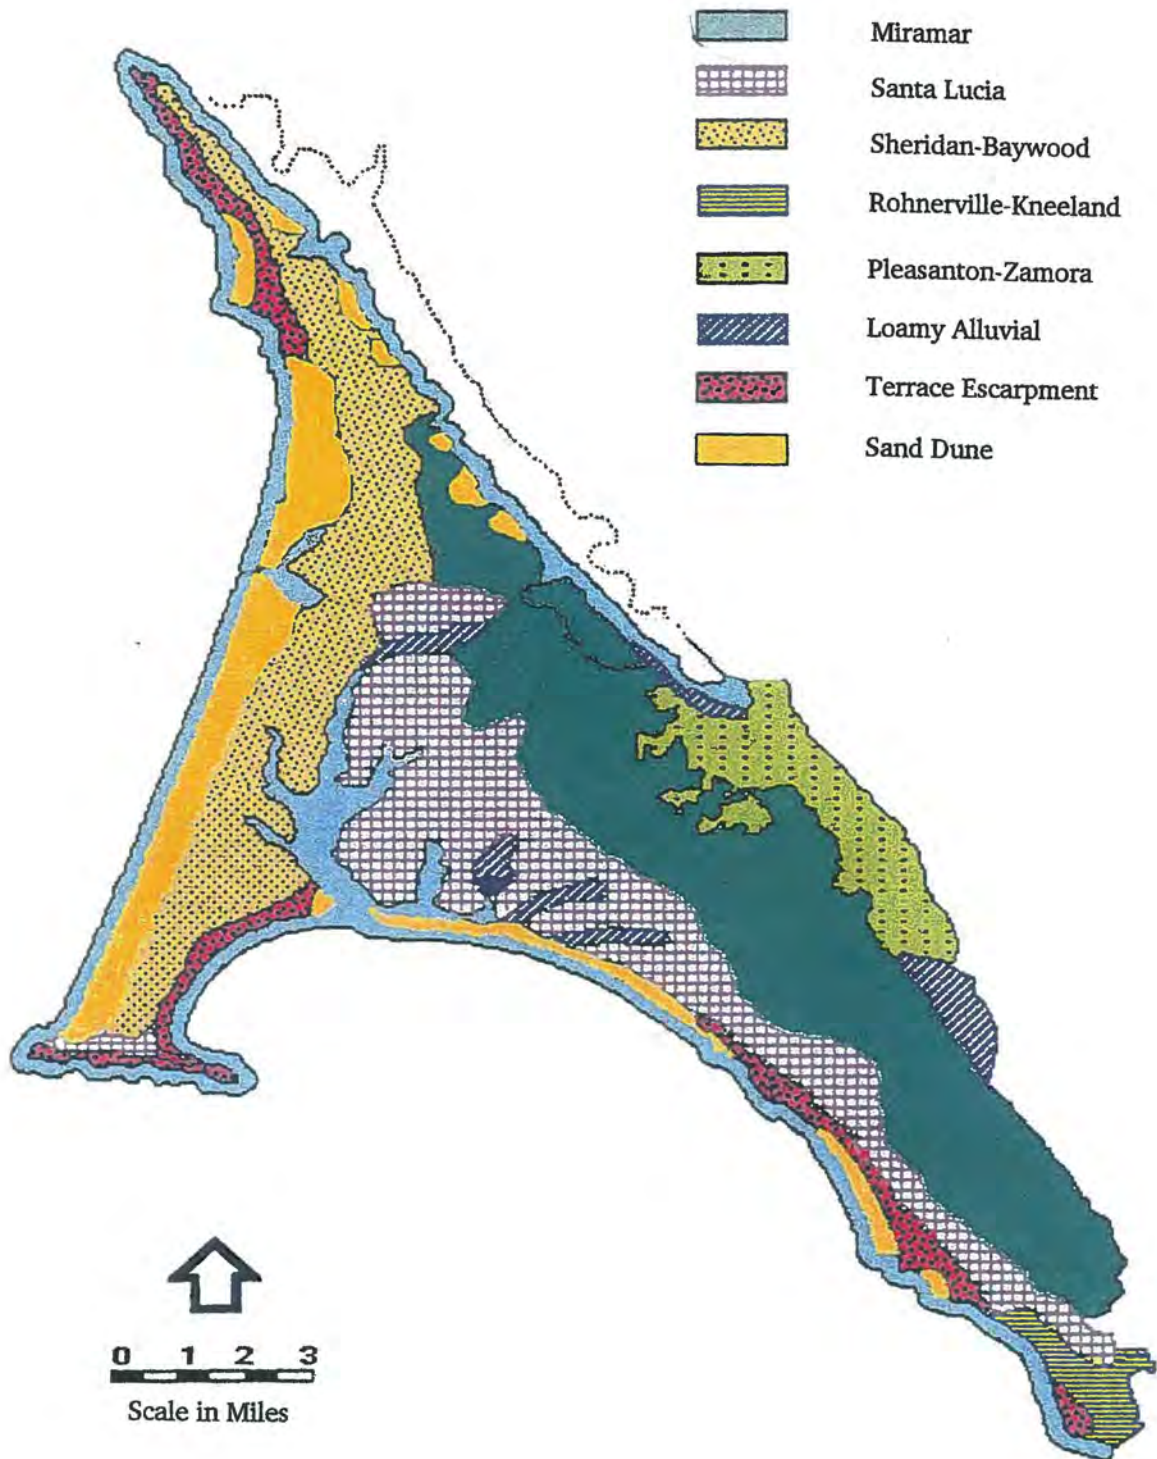 Miramar
Santa Lucia
Sheridan-Baywood
Rohnerville-Kneeland
Pleasanton-Zamora
Loamy Alluvial
Terrace Escarpment
Sand Dune
0 1 2 3
Scale in Miles